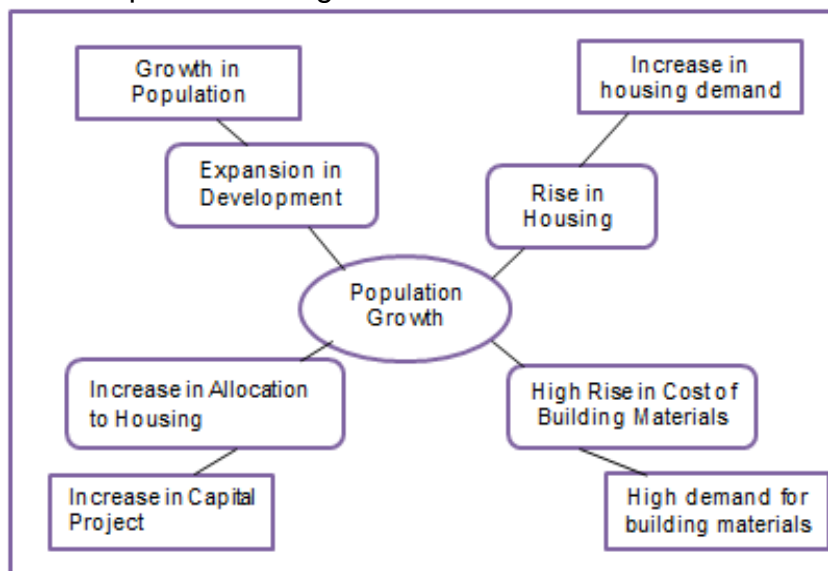 Growth in
Population
Increase in
housing demand
Expansion in
Development
Rise in
Housing
Population
Growth
Increase in Allocation
to Housing
High Rise in Cost of
Building Materials
Increase in Capital
Project
High demand for
building materials